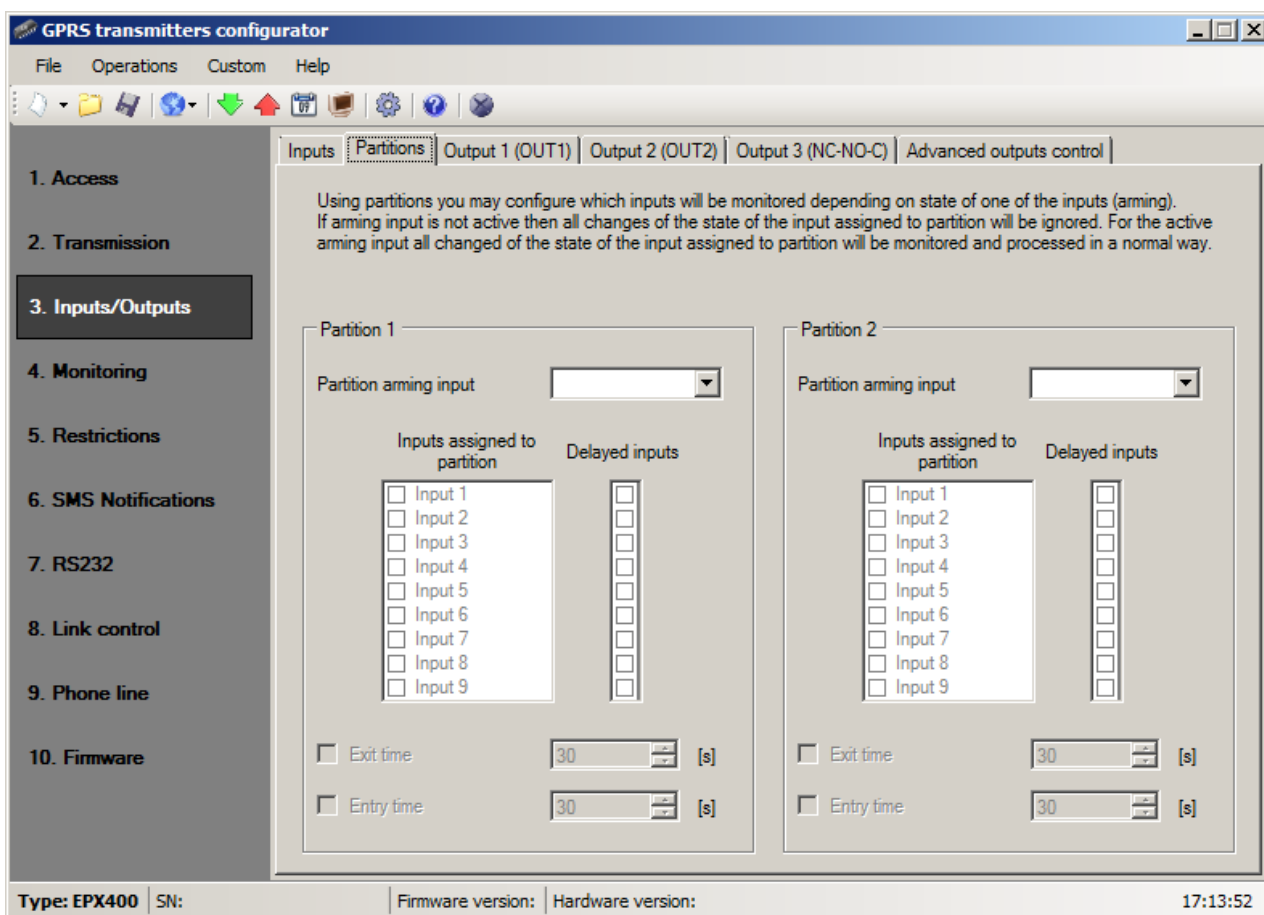 GPRS transmitters configurator
File Operations Custom Help
Inputs Partitions Output 1 (OUT1) Output 2 (OUT2) Output 3 (NC-NO-C) Advanced outputs control
1. Access
2. Transmission
3. Inputs/Outputs
4. Monitoring
5. Restrictions
6. SMS Notifications
7. RS232
8. Link control
9. Phone line
10. Firmware
Using partitions you may configure which inputs will be monitored depending on state of one of the inputs (arming).
If arming input is not active then all changes of the state of the input assigned to partition will be ignored. For the active
arming input all changed of the state of the input assigned to partition will be monitored and processed in a normal way.
Partition 1
Partition arming input
Inputs assigned to
partition
Delayed inputs
Input 1
Input 2
Input 3
Input 4
Input 5
Input 6
Input 7
Input 8
Input 9
Exit time 30 [s]
Entry time 30 [s]
Partition 2
Partition arming input
Inputs assigned to
partition
Delayed inputs
Input 1
Input 2
Input 3
Input 4
Input 5
Input 6
Input 7
Input 8
Input 9
Exit time 30 [s]
Entry time 30 [s]
Type: EPX400 SN: Firmware version: Hardware version: 17:13:52